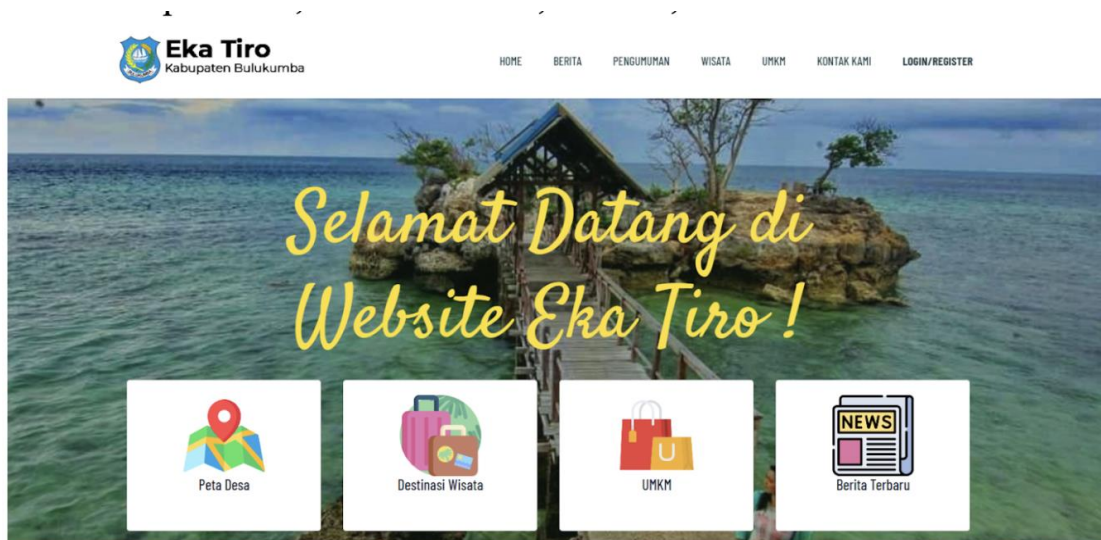 Eka Tiro
Kabupaten Bulukumba
HOME BERITA PENGUMUMAN WISATA UMKM KONTAK KAMI LOGIN/REGISTER
Selamat Datang di
Website Eka Tiro !
NEWS
U
Peta Desa Destinasi Wisata UMKM Berita Terbaru